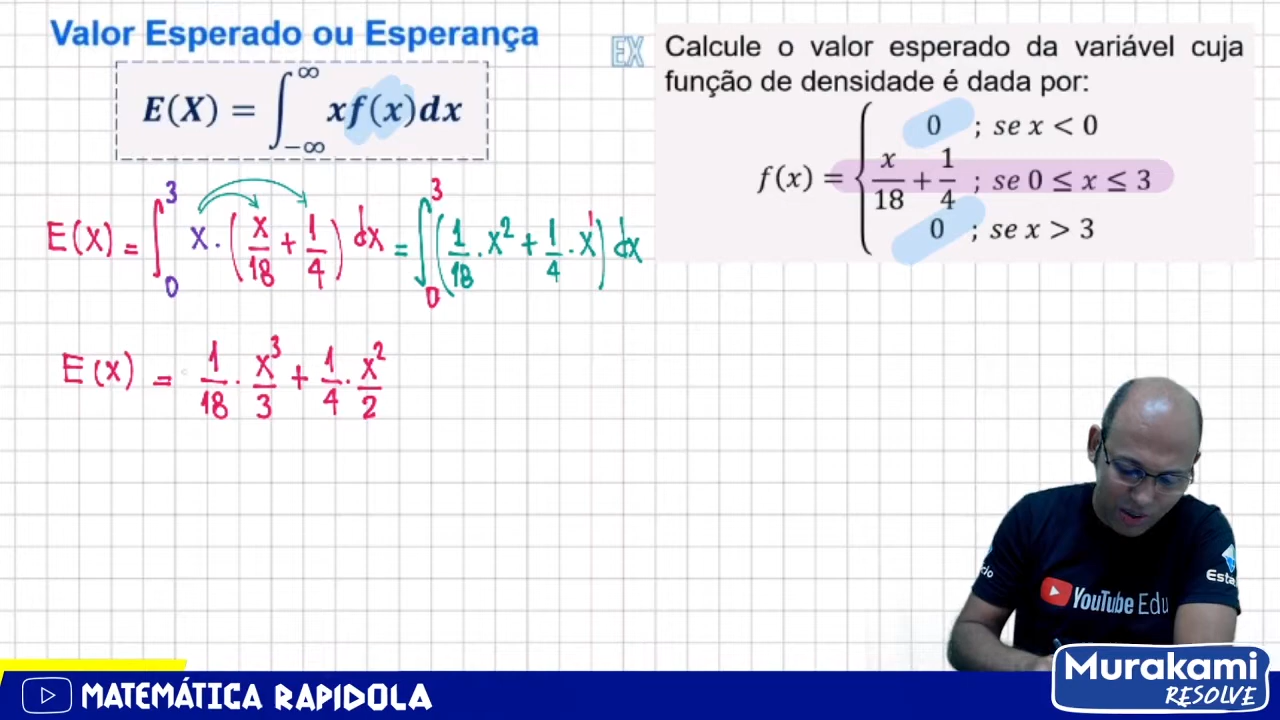 Valor Esperado ou Esperança
E(X) = ∫_{-∞}^{∞} xf(x)dx
EX
Calcule o valor esperado da variável cuja
função de densidade é dada por:
f(x) = { 0 ; se x < 0
x/18 + 1/4 ; se 0 ≤ x ≤ 3
0 ; se x > 3
E(X) = ∫_0^3 x · (x/18 + 1/4) dx = ∫_0^3 (1/18 · x² + 1/4 · x¹) dx
E(x) = 1/18 · x³/3 + 1/4 · x²/2
YouTube Edu
MATEMÁTICA RAPIDOLA
Murakami
RESOLVE